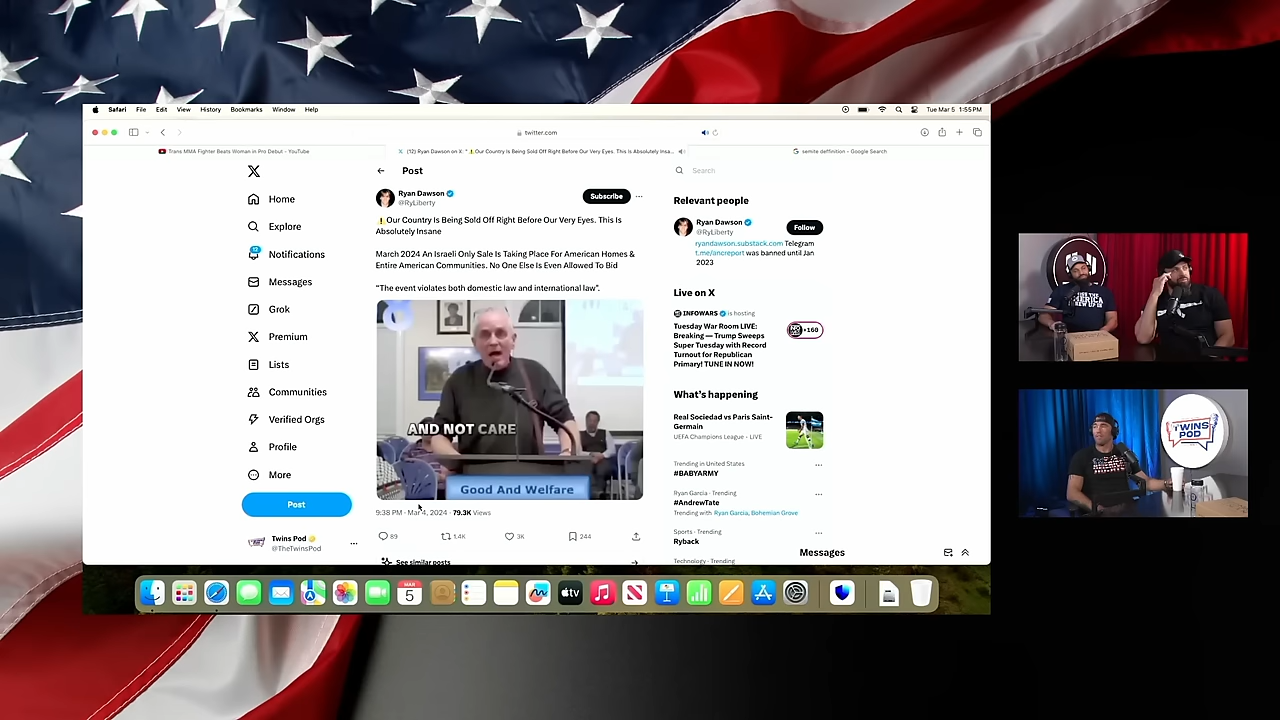 Safari File Edit View History Bookmarks Window Help
Tue Mar 5 1:55 PM
twitter.com
Trans MMA Fighter Beats Woman in Pro Debut - YouTube
(12) Ryan Dawson on X: "⚠️Our Country Is Being Sold Off Right Before Our Very Eyes. This Is Absolutely Insa...
semite deffinition - Google Search
Home
Explore
12
Notifications
Messages
Grok
Premium
Lists
Communities
Verified Orgs
Profile
More
Post
Twins Pod
@TheTwinsPod
Post
Ryan Dawson
@RyLiberty
Subscribe
⚠️Our Country Is Being Sold Off Right Before Our Very Eyes. This Is
Absolutely Insane
March 2024 An Israeli Only Sale Is Taking Place For American Homes &
Entire American Communities. No One Else Is Even Allowed To Bid
"The event violates both domestic law and international law".
AND NOT CARE
Good And Welfare
9:38 PM · Mar 4, 2024 · 79.3K Views
89 1.4K 3K 244
See similar posts
Search
Relevant people
Ryan Dawson
@RyLiberty
Follow
ryandawson.substack.com Telegram
t.me/ancreport was banned until Jan
2023
Live on X
INFOWARS is hosting
Tuesday War Room LIVE:
Breaking — Trump Sweeps
Super Tuesday with Record
Turnout for Republican
Primary! TUNE IN NOW!
+160
What's happening
Real Sociedad vs Paris Saint-
Germain
UEFA Champions League · LIVE
Trending in United States
#BABYARMY
Ryan Garcia · Trending
#AndrewTate
Trending with Ryan Garcia, Bohemian Grove
Sports · Trending
Ryback
Technology · Trending
Messages
MAR
5
tv
TWINS
POD